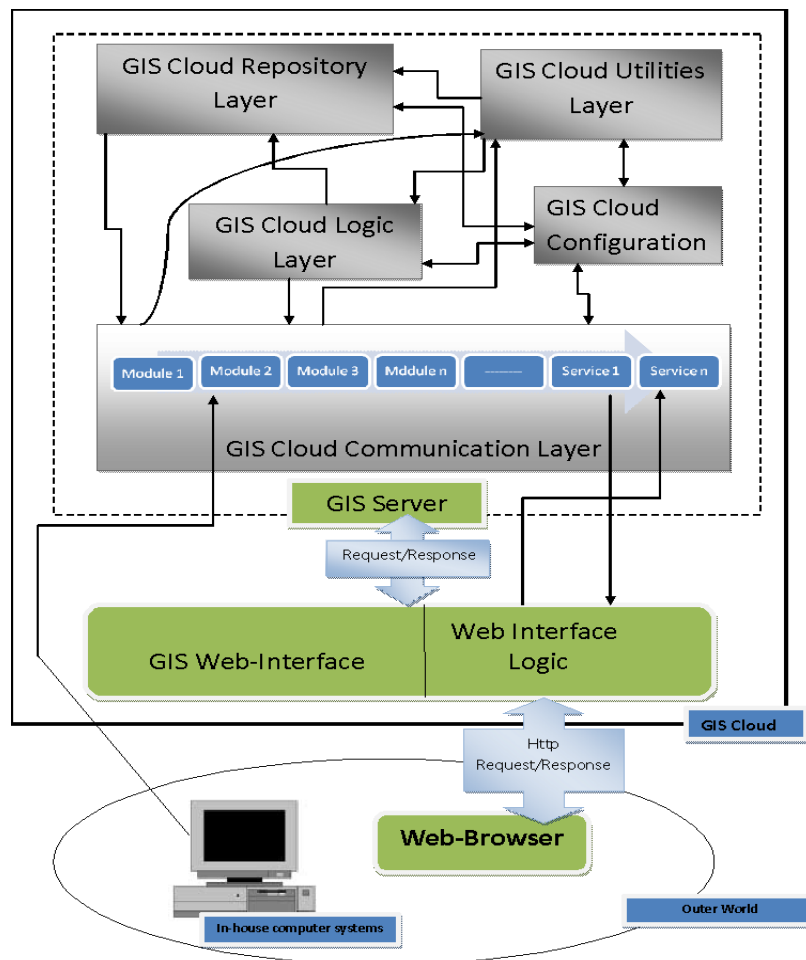 GIS Cloud Repository
Layer
GIS Cloud Utilities
Layer
GIS Cloud Logic
Layer
GIS Cloud
Configuration
Module 1
Module 2
Module 3
Mddule n
----------
Service 1
Service n
GIS Cloud Communication Layer
GIS Server
Request/Response
GIS Web-Interface
Web Interface
Logic
GIS Cloud
Http
Request/Response
Web-Browser
In-house computer systems
Outer World